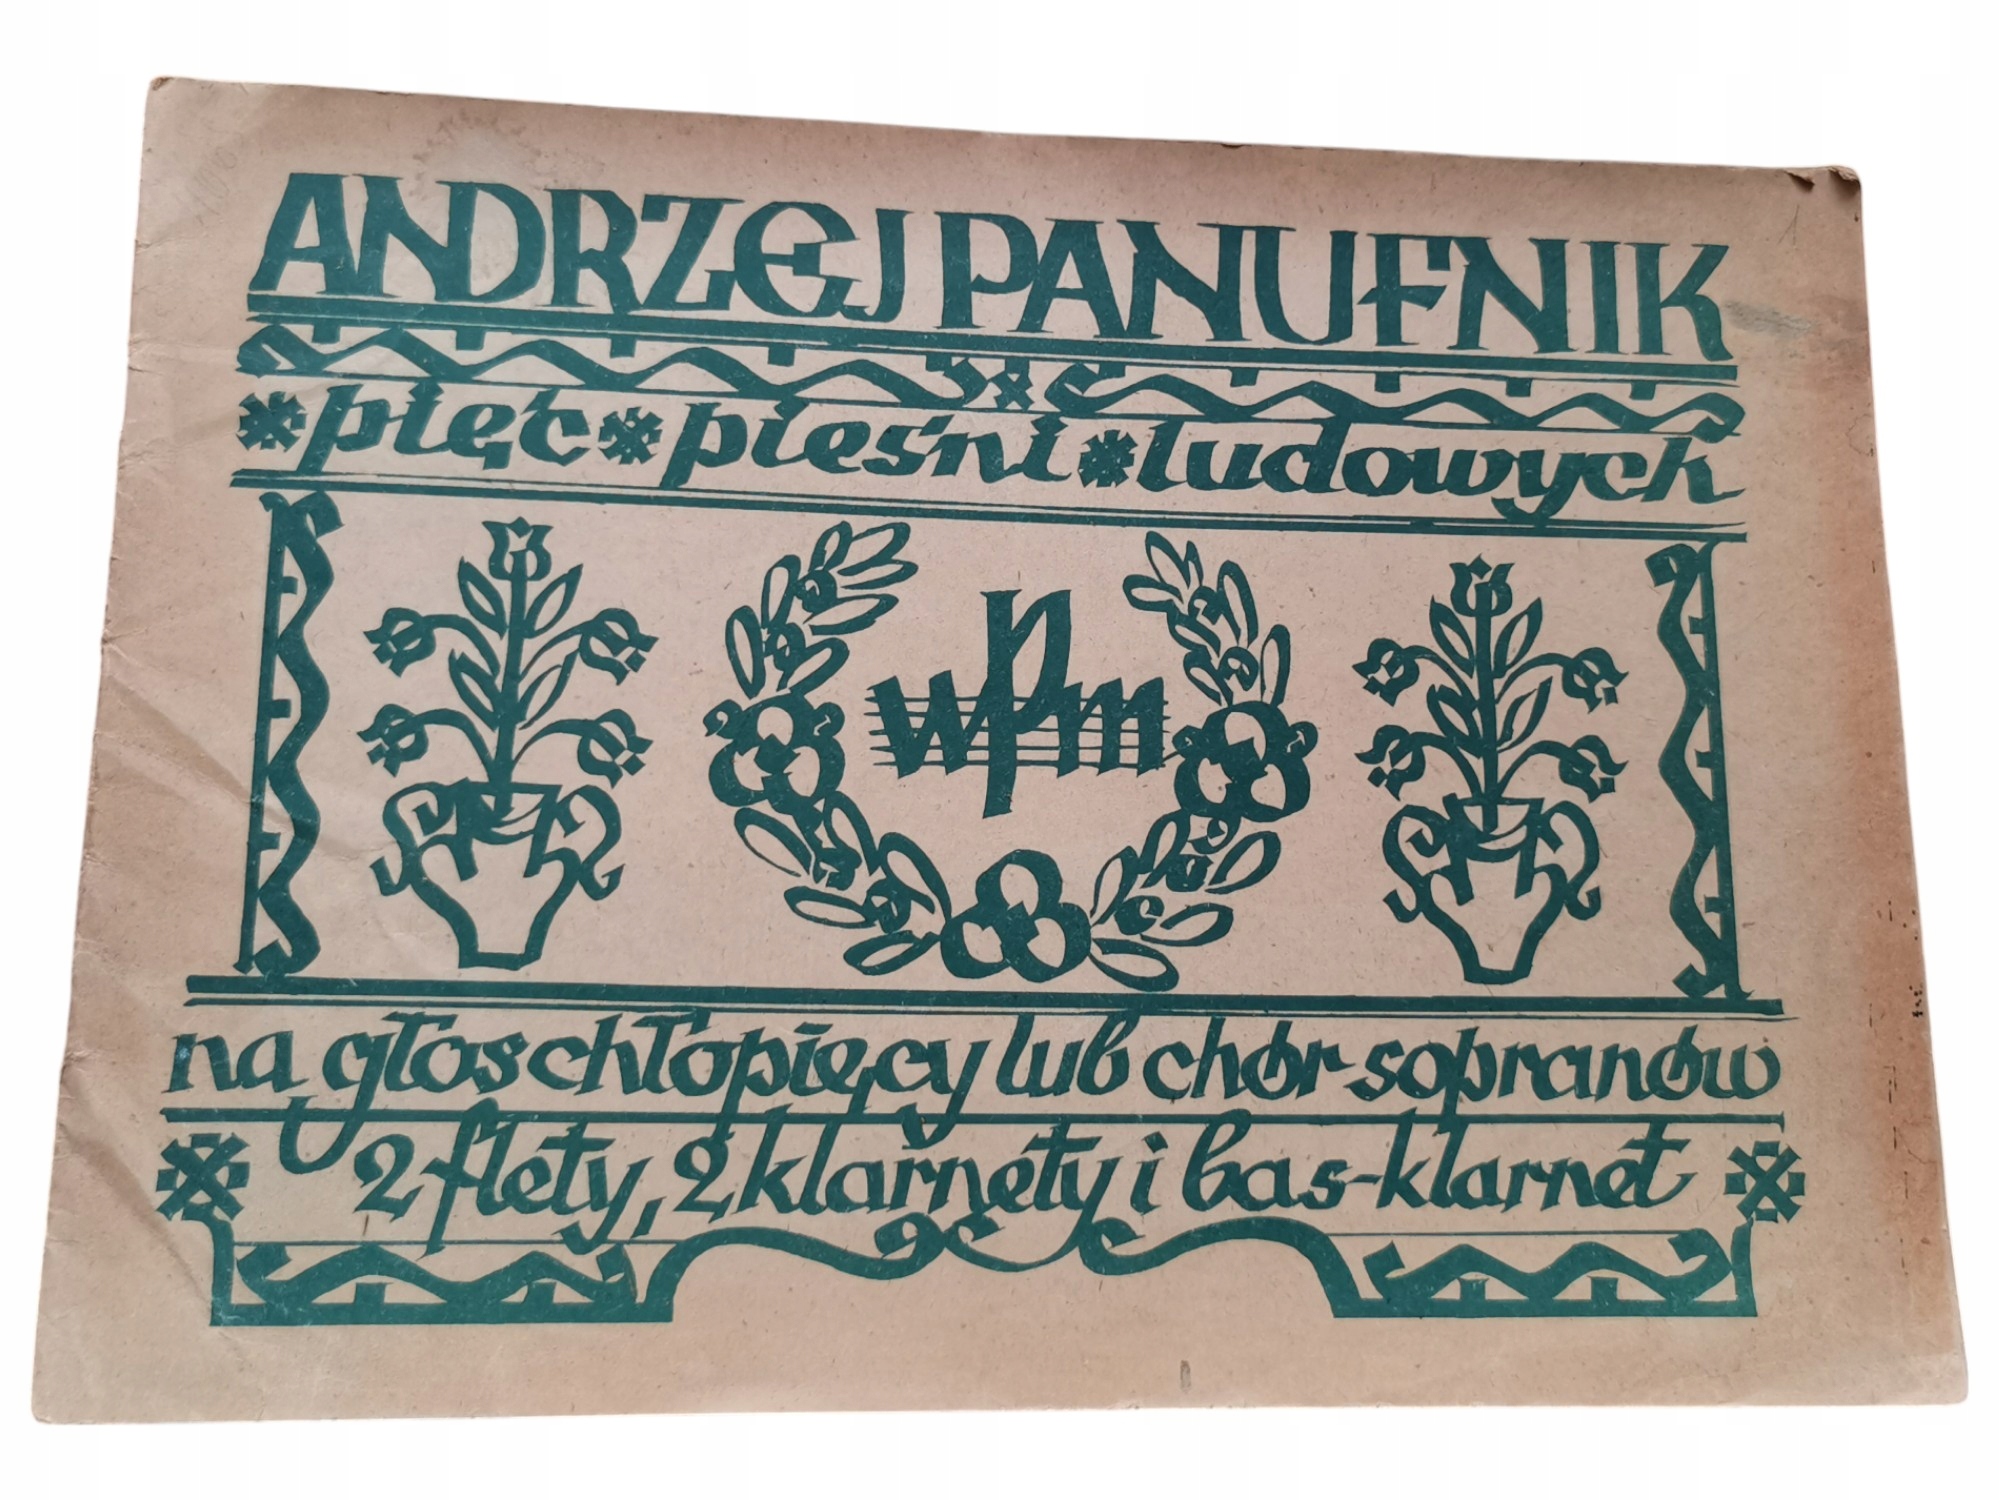 ANDRZEJ PANUFNIK
pięć pieśni ludowych
wpm
na głos chłopięcy lub chór sopranów
2 flety, 2 klarnety i bas-klarnet